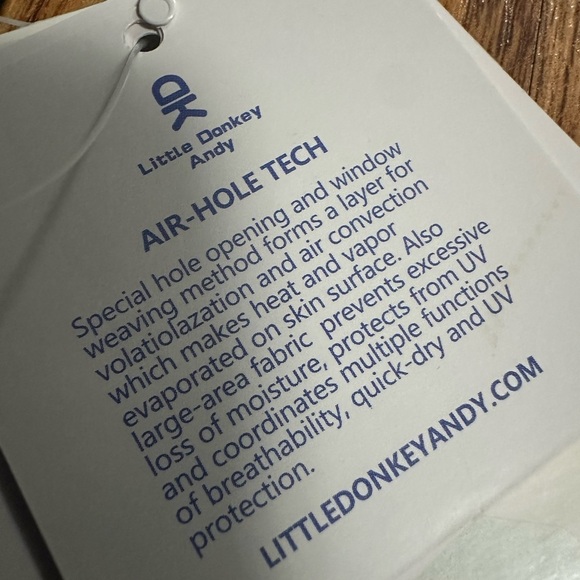 DK
Little Donkey
Andy
AIR-HOLE TECH
Special hole opening and window
weaving method forms a layer for
volatiolazation and air convection
which makes heat and vapor
evaporated on skin surface. Also
large-area fabric prevents excessive
loss of moisture, protects from UV
and coordinates multiple functions
of breathability, quick-dry and UV
protection.
LITTLEDONKEYANDY.COM